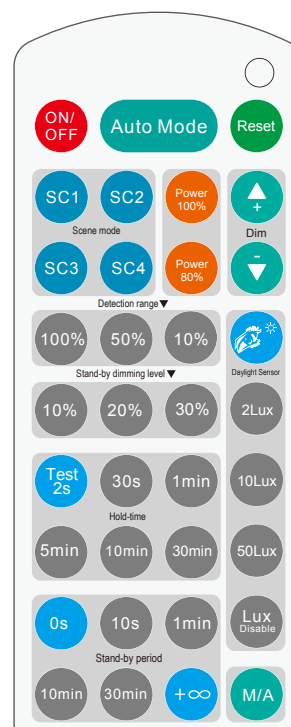 ON/
OFF
Auto Mode
Reset
SC1
SC2
Power
100%
+
Scene mode
Dim
SC3
SC4
Power
80%
-
Detection range▼
100%
50%
10%
Daylight Sensor
Stand-by dimming level▼
10%
20%
30%
2Lux
Test
2s
30s
1min
10Lux
Hold-time
5min
10min
30min
50Lux
0s
10s
1min
Lux
Disable
Stand-by period
10min
30min
+∞
M/A